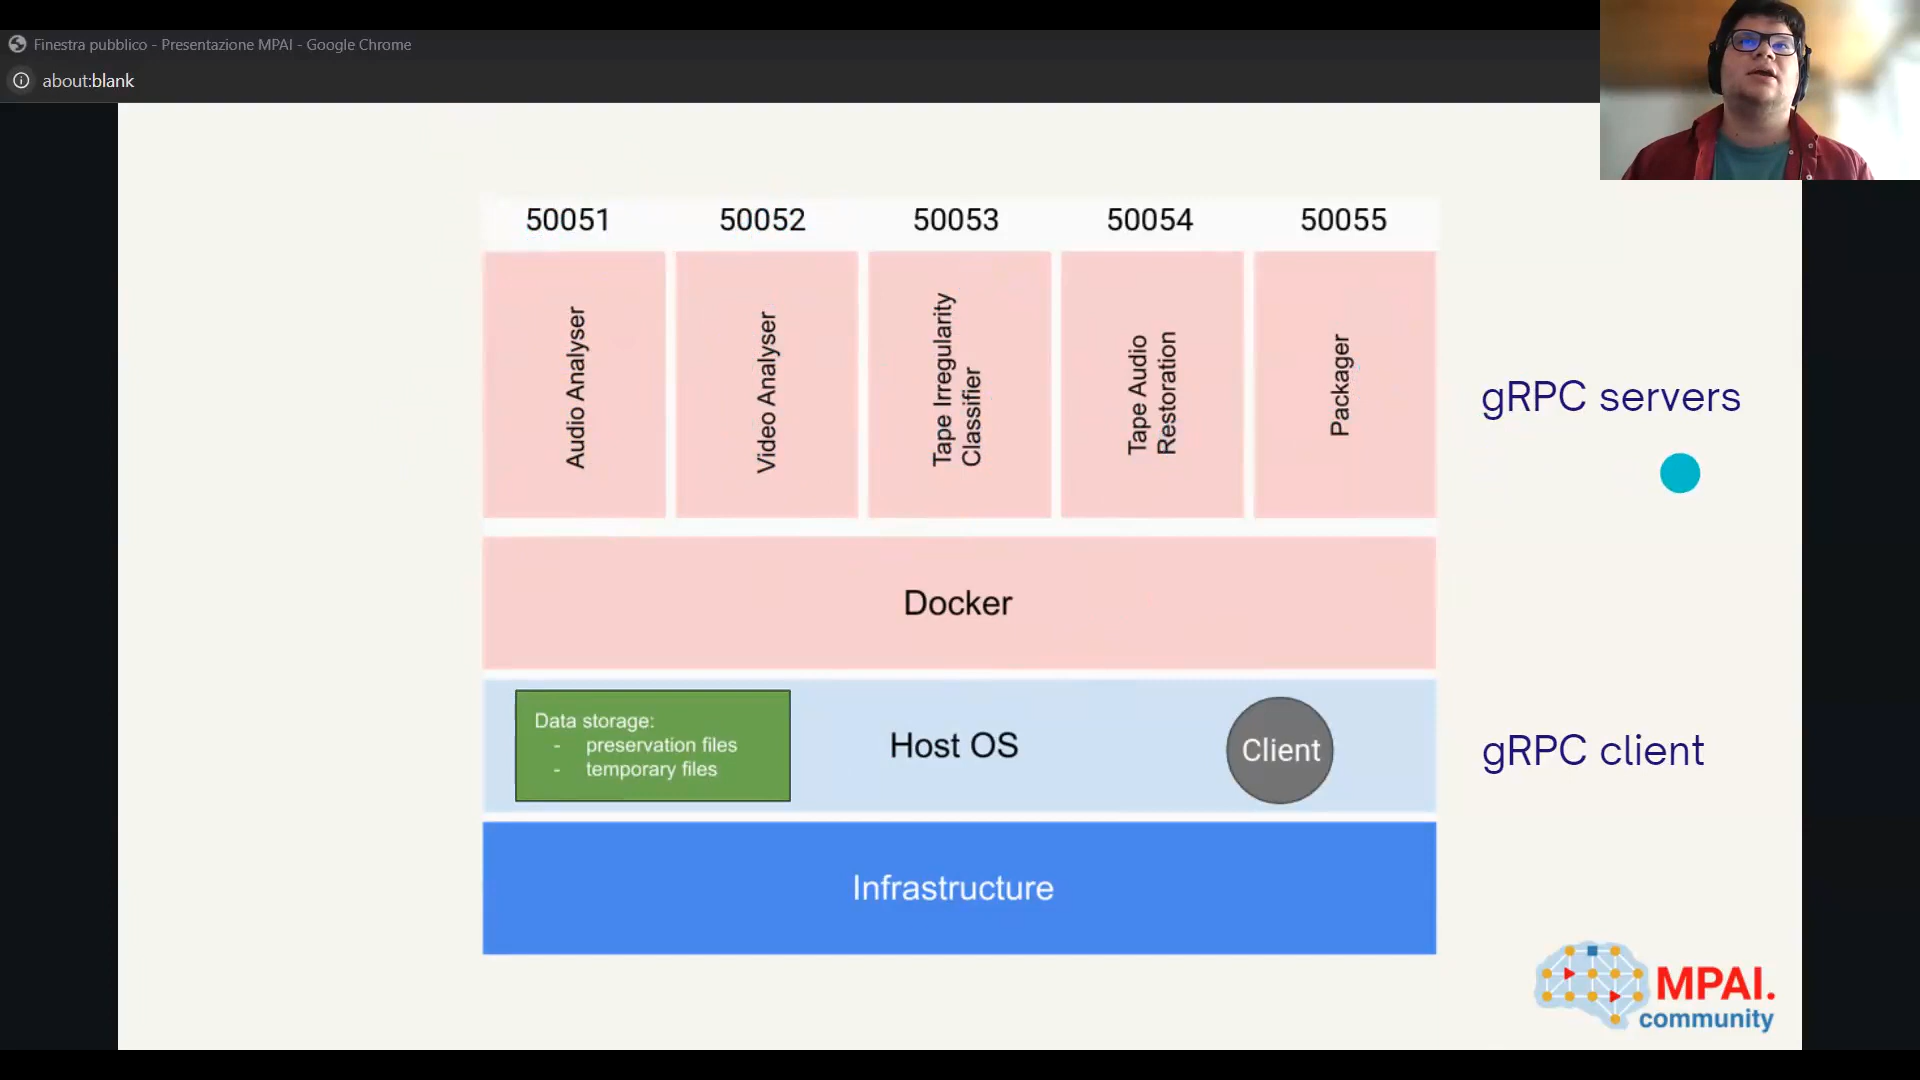 Finestra pubblico - Presentazione MPAI - Google Chrome
about:blank
50051 50052 50053 50054 50055
Audio Analyser
Video Analyser
Tape Irregularity
Classifier
Tape Audio
Restoration
Packager
gRPC servers
Docker
Data storage:
- preservation files
- temporary files
Host OS
Client
gRPC client
Infrastructure
MPAI.
community